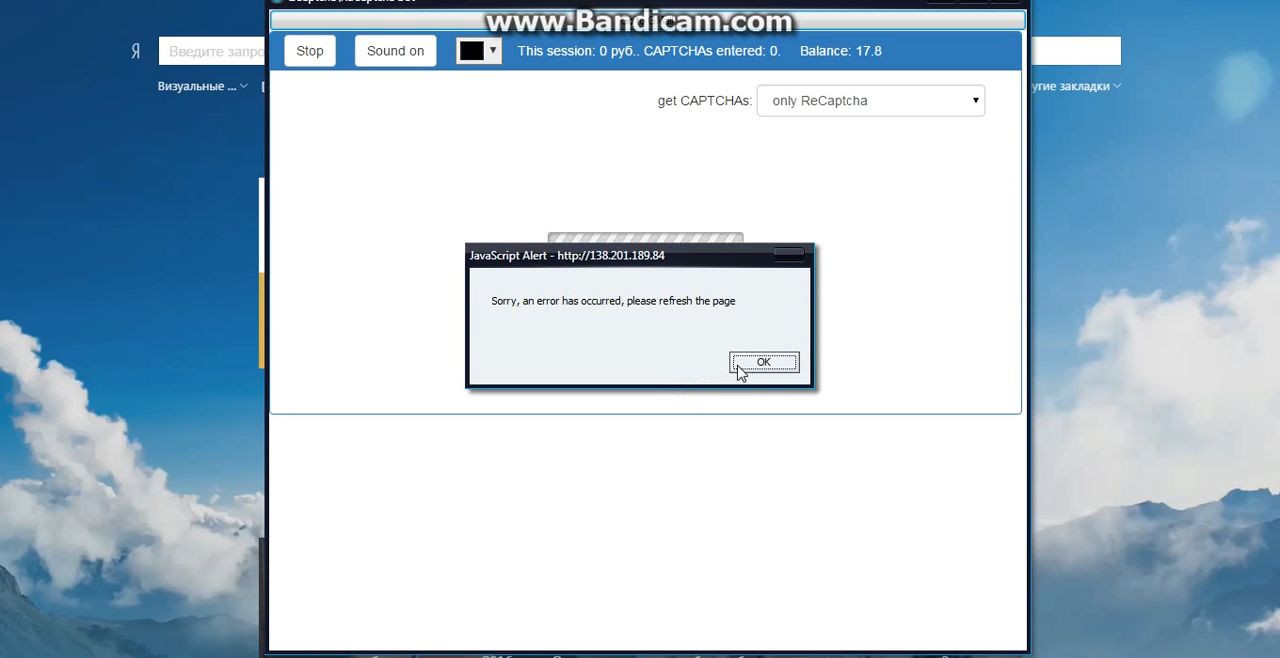 www.Bandicam.com
Я
Введите запро
Stop
Sound on
This session: 0 руб.. CAPTCHAs entered: 0.
Balance: 17.8
Визуальные ...
угие закладки
get CAPTCHAs:
only ReCaptcha
JavaScript Alert - http://138.201.189.84
Sorry, an error has occurred, please refresh the page
OK